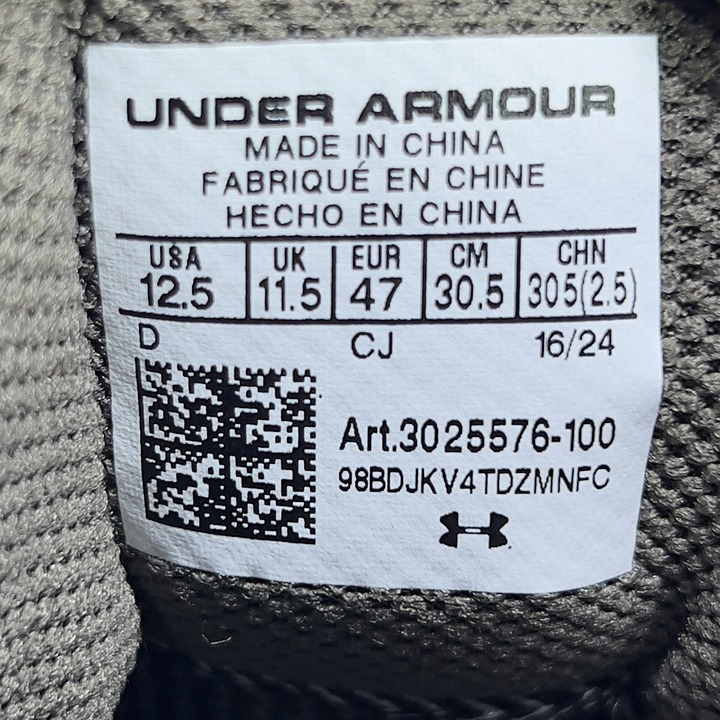 UNDER ARMOUR
MADE IN CHINA
FABRIQUÉ EN CHINE
HECHO EN CHINA
USA UK EUR CM CHN
12.5 11.5 47 30.5 305(2.5)
D CJ 16/24
Art.3025576-100
98BDJKV4TDZMNFC